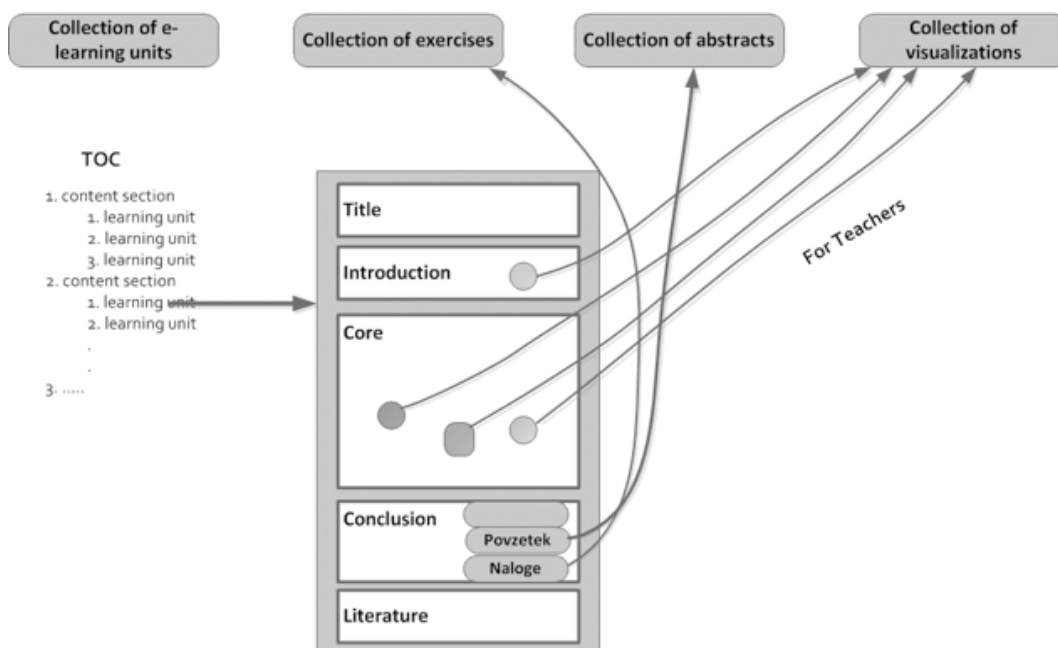 Collection of e-
learning units
Collection of exercises
Collection of abstracts
Collection of
visualizations
TOC
1. content section
1. learning unit
2. learning unit
3. learning unit
2. content section
1. learning unit
2. learning unit
.
.
3. .....
Title
Introduction
Core
Conclusion
Povzetek
Naloge
Literature
For Teachers